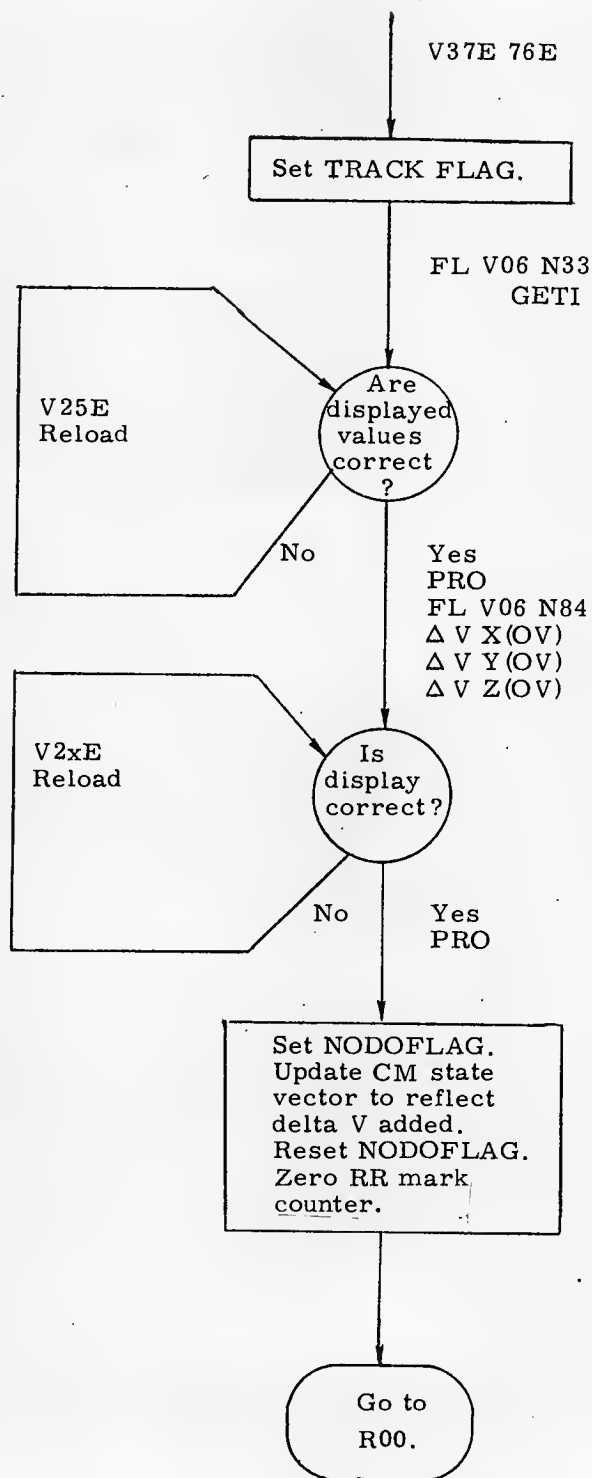 V37E 76E
Set TRACK FLAG.
FL V06 N33
GETI
Are
displayed
values
correct
?
V25E
Reload
No
Yes
PRO
FL V06 N84
Δ V X(OV)
Δ V Y(OV)
Δ V Z(OV)
Is
display
correct?
V2xE
Reload
No
Yes
PRO
Set NODOFLAG.
Update CM state
vector to reflect
delta V added.
Reset NODOFLAG.
Zero RR mark
counter.
Go to
R00.